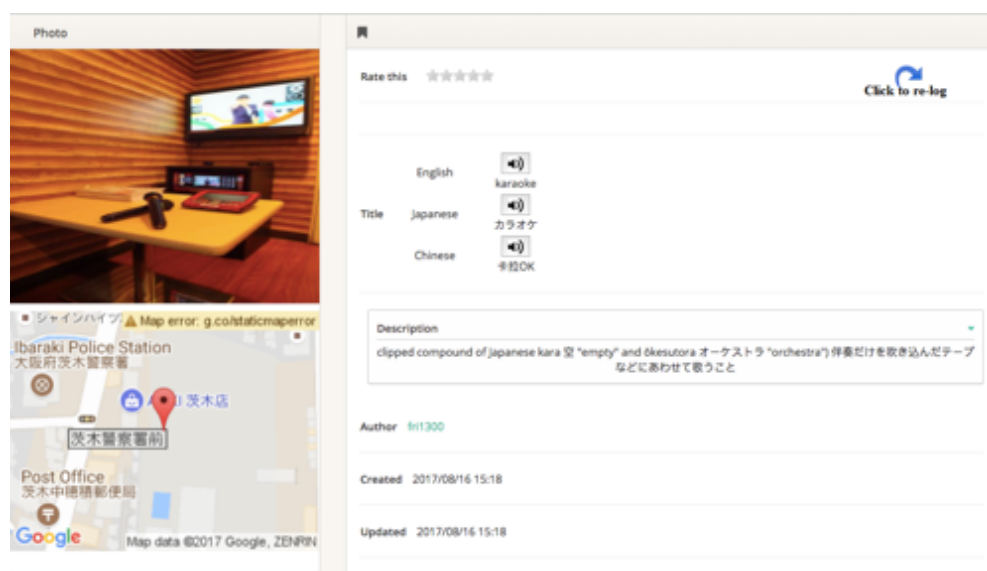 Photo
Rate this
Click to re-log
English
karaoke
Title
Japanese
カラオケ
Chinese
卡拉OK
Description
clipped compound of Japanese kara 空 "empty" and ōkesutora オーケストラ "orchestra") 伴奏だけを吹き込んだテープ
などにあわせて歌うこと
Author fri1300
Created 2017/08/16 15:18
Updated 2017/08/16 15:18
シャインハイツ
Map error: g.co/staticmaperror
Ibaraki Police Station
大阪府茨木警察署
茨木店
茨木警察署前
Post Office
茨木中穂積郵便局
Google
Map data ©2017 Google, ZENRIN